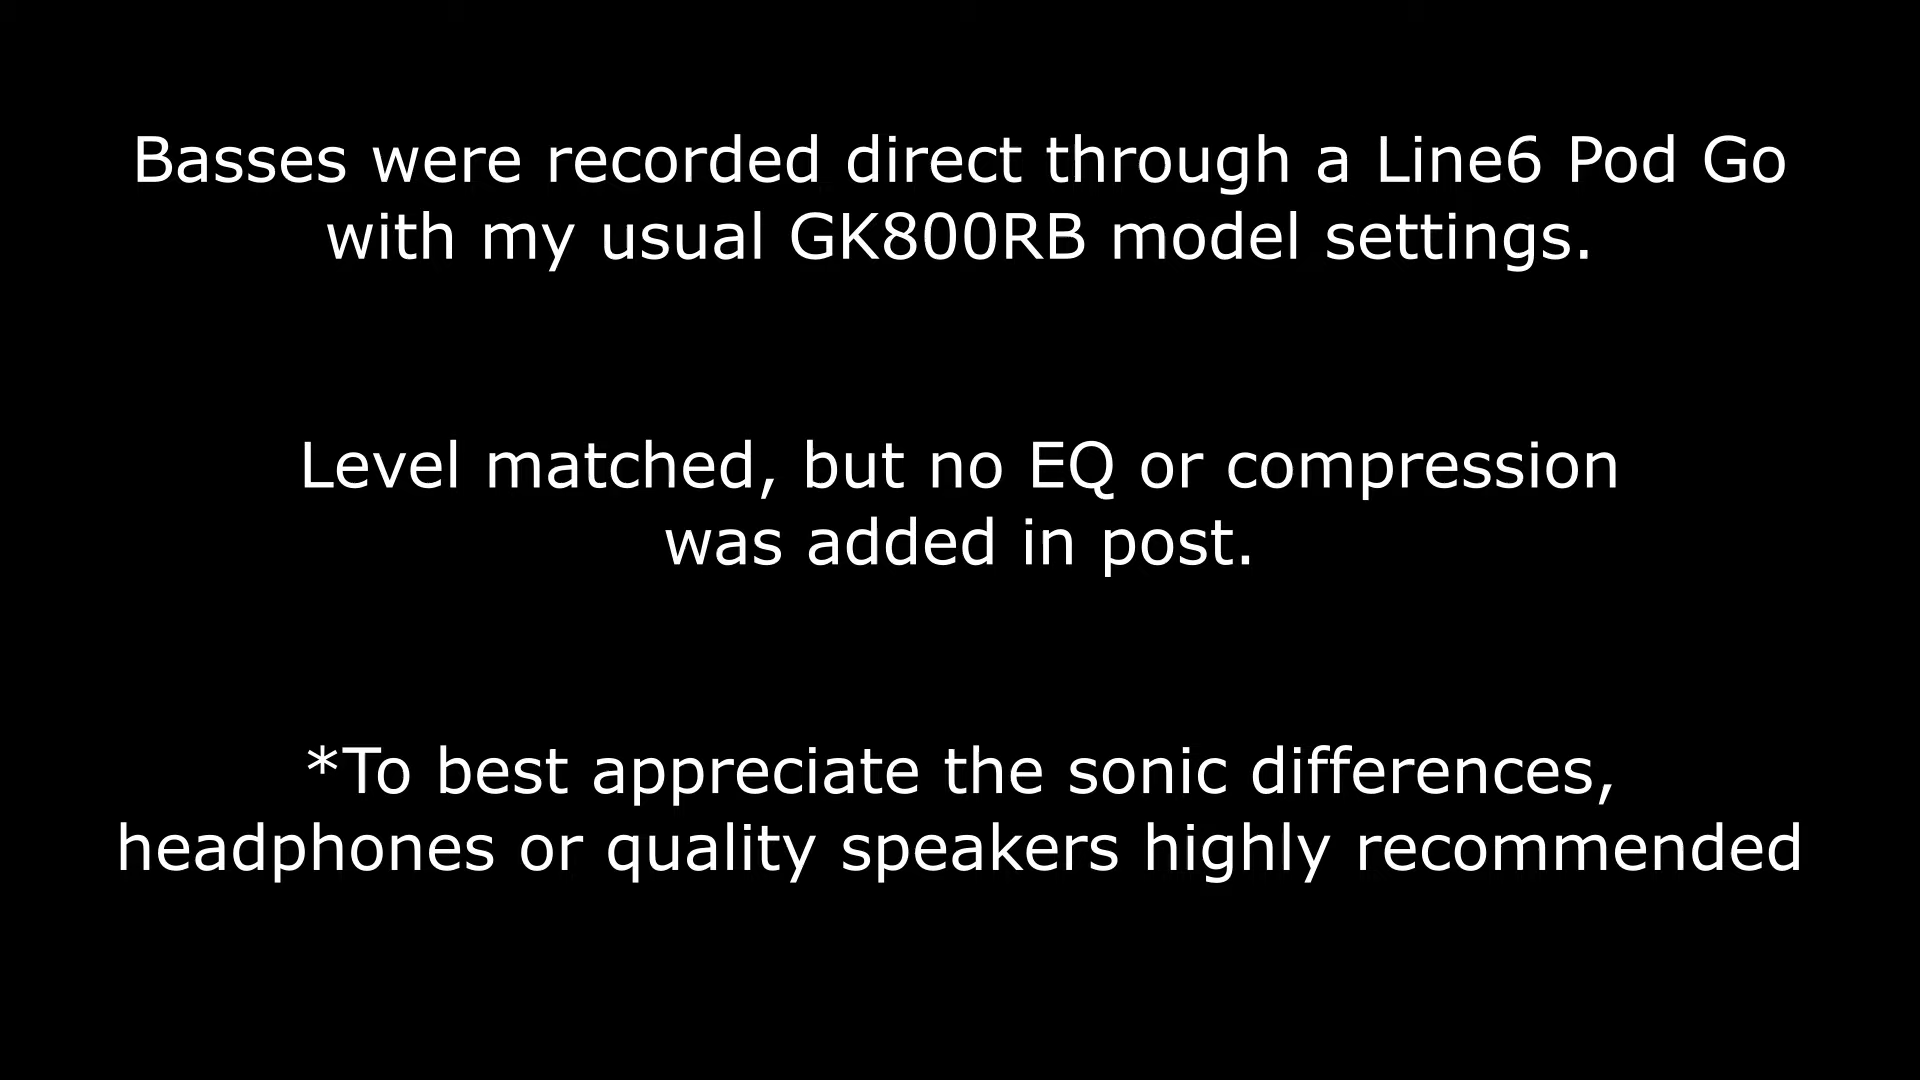 Basses were recorded direct through a Line6 Pod Go
with my usual GK800RB model settings.
Level matched, but no EQ or compression
was added in post.
*To best appreciate the sonic differences,
headphones or quality speakers highly recommended